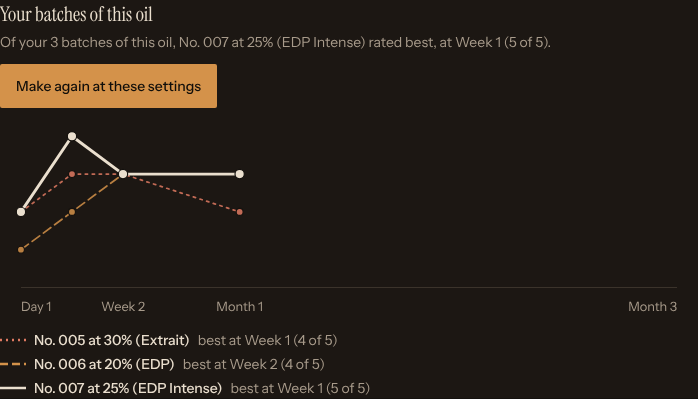 Your batches of this oil
Of your 3 batches of this oil, No. 007 at 25% (EDP Intense) rated best, at Week 1 (5 of 5).
Make again at these settings
Day 1 Week 2 Month 1 Month 3
No. 005 at 30% (Extrait) best at Week 1 (4 of 5)
No. 006 at 20% (EDP) best at Week 2 (4 of 5)
No. 007 at 25% (EDP Intense) best at Week 1 (5 of 5)